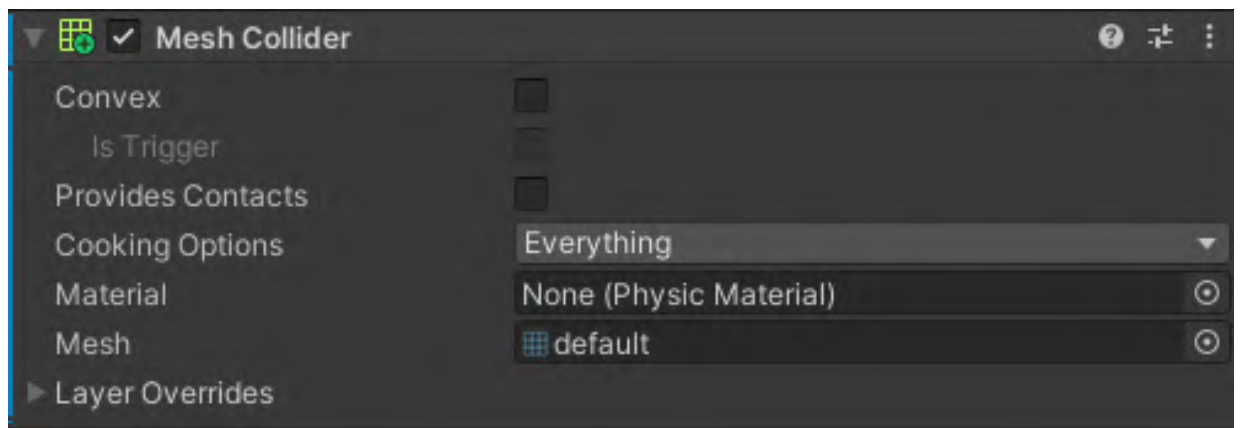 Mesh Collider
Convex
Is Trigger
Provides Contacts
Cooking Options Everything
Material None (Physic Material)
Mesh default
Layer Overrides